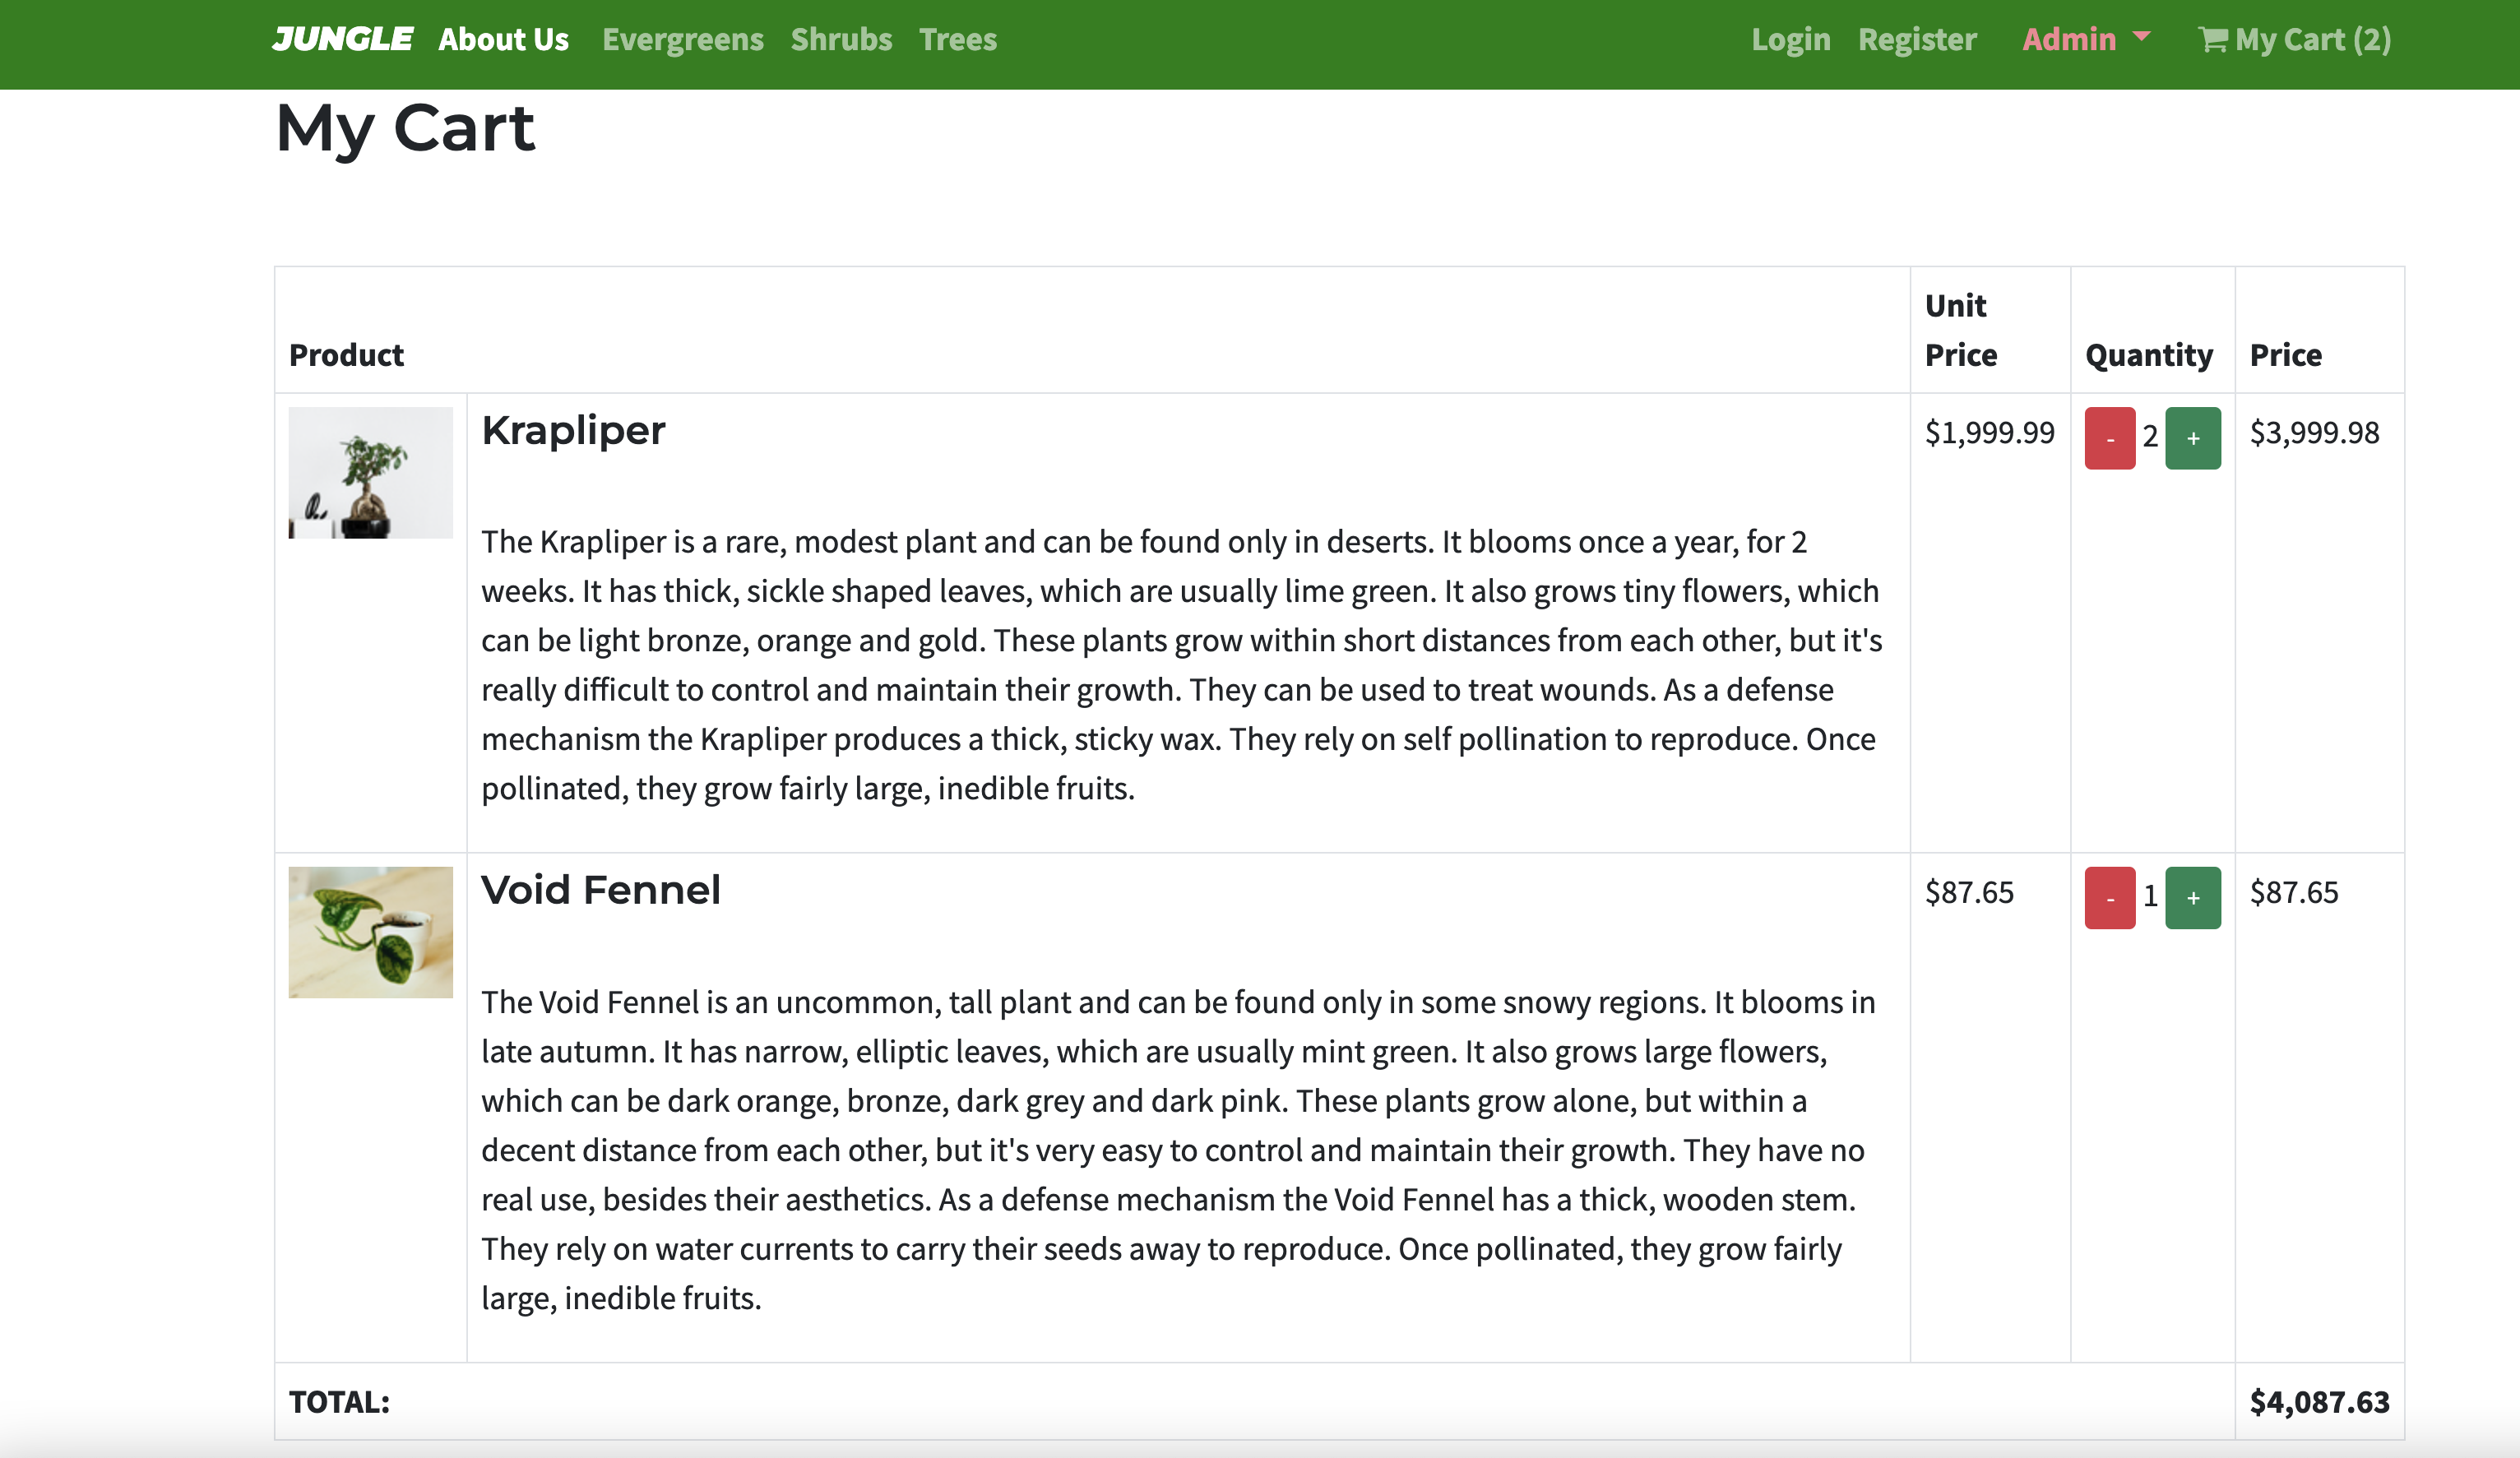 JUNGLE About Us Evergreens Shrubs Trees Login Register Admin My Cart (2)
My Cart
Product Unit Price Quantity Price
Krapliper $1,999.99 - 2 + $3,999.98
The Krapliper is a rare, modest plant and can be found only in deserts. It blooms once a year, for 2
weeks. It has thick, sickle shaped leaves, which are usually lime green. It also grows tiny flowers, which
can be light bronze, orange and gold. These plants grow within short distances from each other, but it's
really difficult to control and maintain their growth. They can be used to treat wounds. As a defense
mechanism the Krapliper produces a thick, sticky wax. They rely on self pollination to reproduce. Once
pollinated, they grow fairly large, inedible fruits.
Void Fennel $87.65 - 1 + $87.65
The Void Fennel is an uncommon, tall plant and can be found only in some snowy regions. It blooms in
late autumn. It has narrow, elliptic leaves, which are usually mint green. It also grows large flowers,
which can be dark orange, bronze, dark grey and dark pink. These plants grow alone, but within a
decent distance from each other, but it's very easy to control and maintain their growth. They have no
real use, besides their aesthetics. As a defense mechanism the Void Fennel has a thick, wooden stem.
They rely on water currents to carry their seeds away to reproduce. Once pollinated, they grow fairly
large, inedible fruits.
TOTAL: $4,087.63